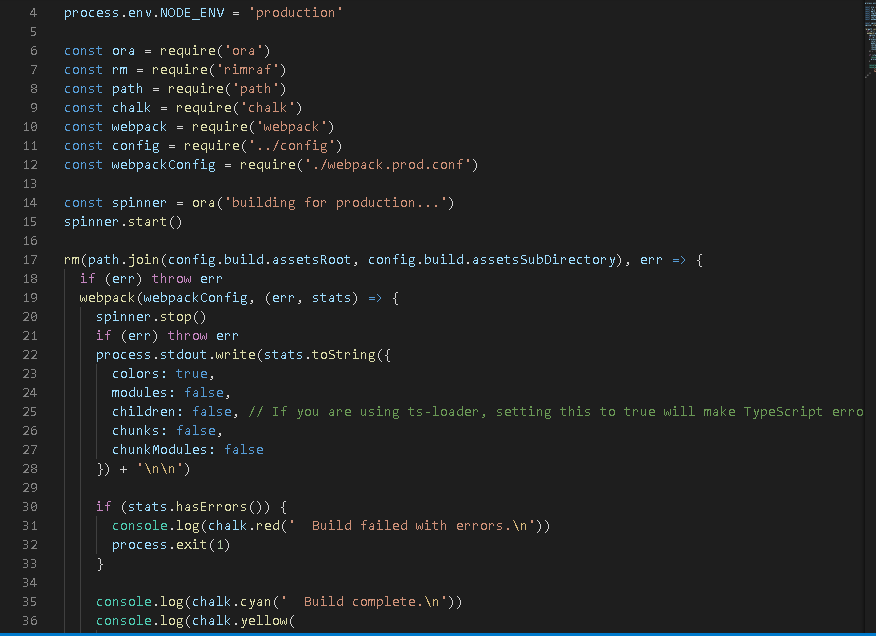 4 process.env.NODE_ENV = 'production'
5
6 const ora = require('ora')
7 const rm = require('rimraf')
8 const path = require('path')
9 const chalk = require('chalk')
10 const webpack = require('webpack')
11 const config = require('../config')
12 const webpackConfig = require('./webpack.prod.conf')
13
14 const spinner = ora('building for production...')
15 spinner.start()
16
17 rm(path.join(config.build.assetsRoot, config.build.assetsSubDirectory), err => {
18   if (err) throw err
19   webpack(webpackConfig, (err, stats) => {
20     spinner.stop()
21     if (err) throw err
22     process.stdout.write(stats.toString({
23       colors: true,
24       modules: false,
25       children: false, // If you are using ts-loader, setting this to true will make TypeScript erro
26       chunks: false,
27       chunkModules: false
28     }) + '\n\n')
29
30     if (stats.hasErrors()) {
31       console.log(chalk.red('  Build failed with errors.\n'))
32       process.exit(1)
33     }
34
35     console.log(chalk.cyan('  Build complete.\n'))
36     console.log(chalk.yellow(